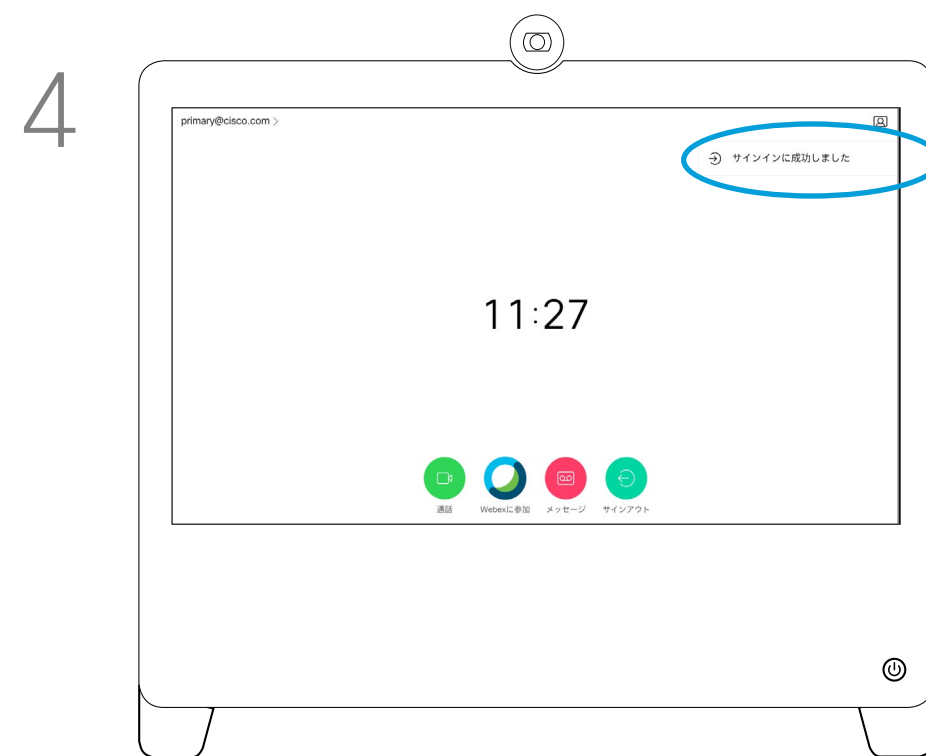 4
primary@cisco.com >
サインインに成功しました
11:27
通話
Webexに参加
メッセージ
サインアウト